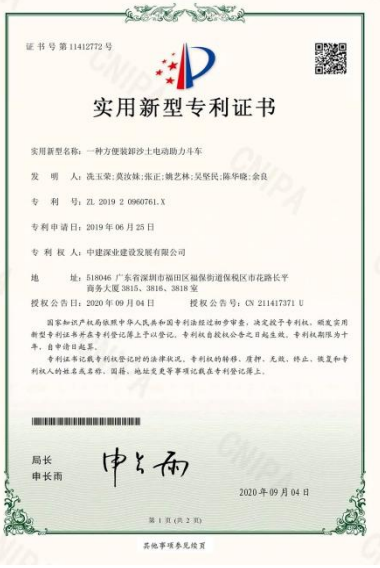 证书号第11412772号
实用新型专利证书
实用新型名称：一种方便装卸沙土电动助力斗车
发 明 人：冼玉荣;莫汝妹;张正;姚艺林;吴坚民;陈华晓;余良
专 利 号：ZL 2019 2 0960761.X
专利申请日：2019年06月25日
专 利 权 人：中建深业建设发展有限公司
地 址：518046 广东省深圳市福田区福保街道保税区市花路长平
商务大厦3815、3816、3818室
授权公告日：2020年09月04日 授权公告号：CN 211417371 U
国家知识产权局依照中华人民共和国专利法经过初步审查，决定授予专利权，颁发实用
新型专利证书并在专利登记簿上予以登记。专利权自授权公告之日起生效。专利权期限为十
年，自申请日起算。
专利证书记载专利权登记时的法律状况。专利权的转移、质押、无效、终止、恢复和专
利权人的姓名或名称、国籍、地址变更等事项记载在专利登记簿上。
局长
申长雨
申长雨
2020年09月04日
第 1 页 (共 2 页)
其他事项参见续页
CNIPA
CNIPA
CNIPA